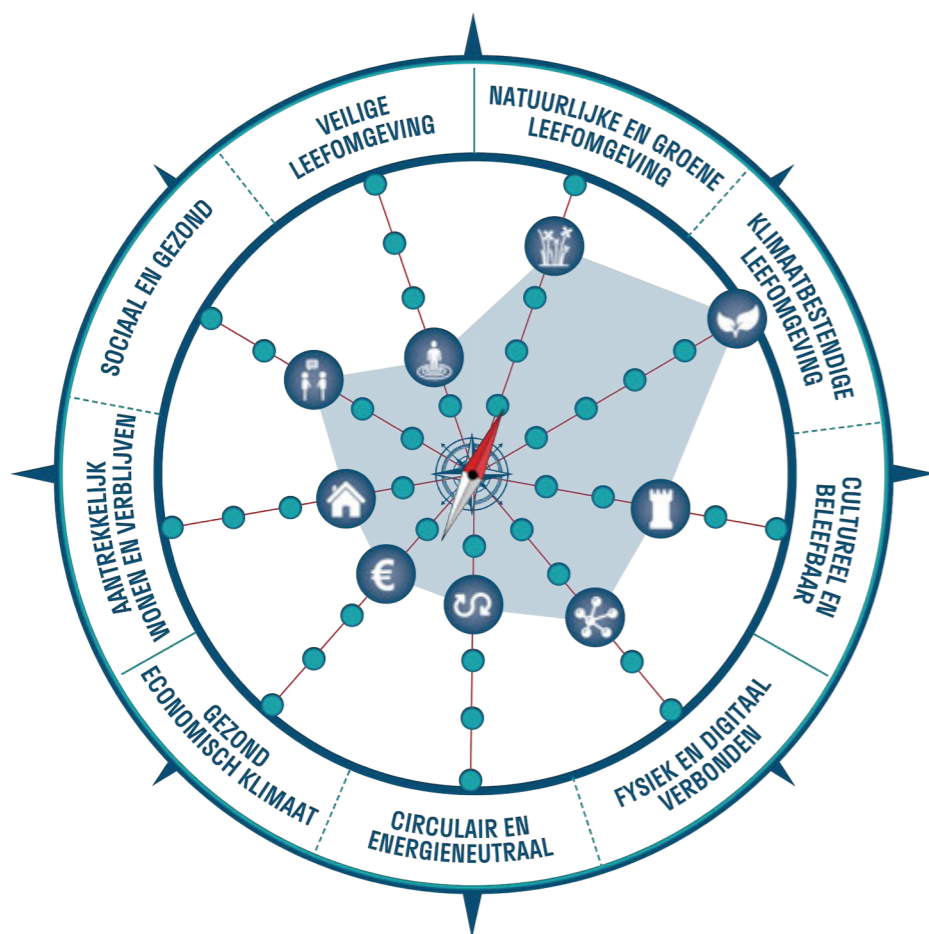 NATUURLIJKE EN GROENE
LEEFOMGEVING
KLIMAATBESTENDIGE
LEEFOMGEVING
CULTUREEL EN
BELEEFBAAR
FYSIEK EN DIGITAAL
VERBONDEN
CIRCULAIR EN
ENERGIENEUTRAAL
GEZOND
ECONOMISCH KLIMAAT
AANTREKKELIJK
WONEN EN VERBLIJVEN
SOCIAAL EN GEZOND
VEILIGE
LEEFOMGEVING
€